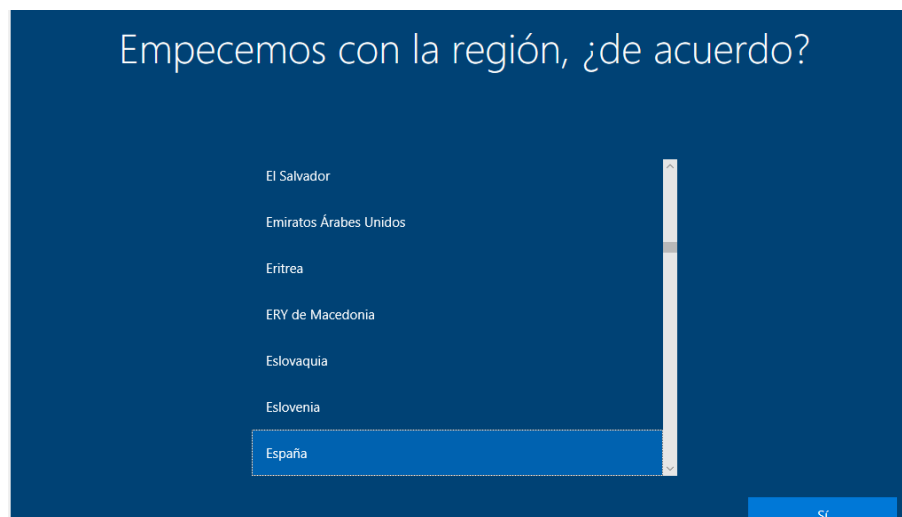 Empecemos con la región, ¿de acuerdo?
El Salvador
Emiratos Árabes Unidos
Eritrea
ERY de Macedonia
Eslovaquia
Eslovenia
España
Sí